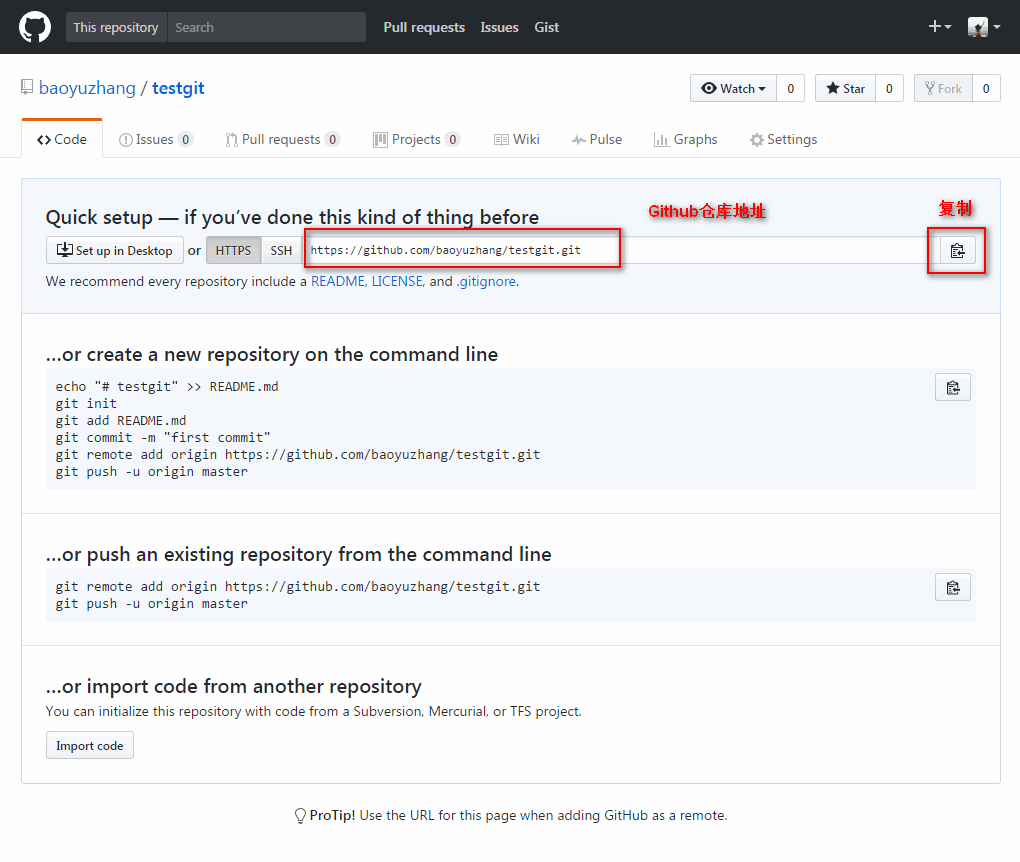 This repository Search Pull requests Issues Gist
baoyuzhang / testgit Watch 0 Star 0 Fork 0
Code Issues 0 Pull requests 0 Projects 0 Wiki Pulse Graphs Settings
Quick setup — if you’ve done this kind of thing before Github仓库地址 复制
Set up in Desktop or HTTPS SSH https://github.com/baoyuzhang/testgit.git
We recommend every repository include a README, LICENSE, and .gitignore.
…or create a new repository on the command line
echo "# testgit" >> README.md
git init
git add README.md
git commit -m "first commit"
git remote add origin https://github.com/baoyuzhang/testgit.git
git push -u origin master
…or push an existing repository from the command line
git remote add origin https://github.com/baoyuzhang/testgit.git
git push -u origin master
…or import code from another repository
You can initialize this repository with code from a Subversion, Mercurial, or TFS project.
Import code
ProTip! Use the URL for this page when adding GitHub as a remote.